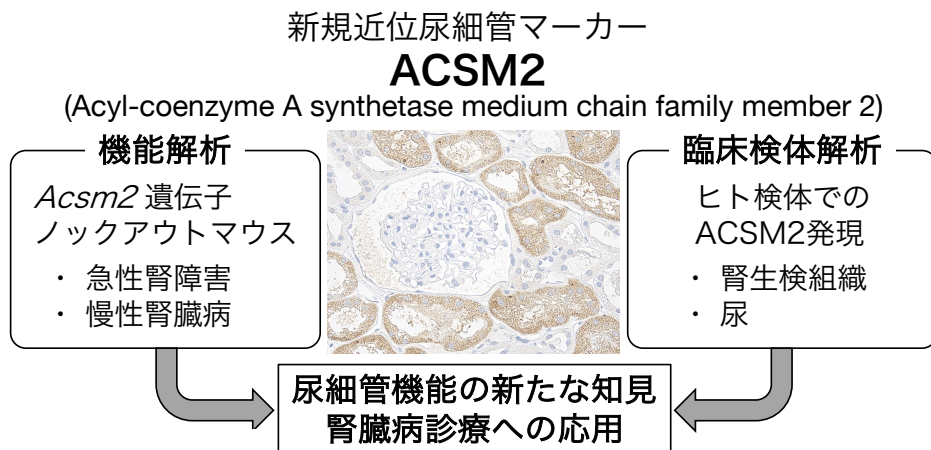 新規近位尿細管マーカー
ACSM2
(Acyl-coenzyme A synthetase medium chain family member 2)
機能解析
Acsm2 遺伝子
ノックアウトマウス
・ 急性腎障害
・ 慢性腎臓病
臨床検体解析
ヒト検体での
ACSM2発現
・ 腎生検組織
・ 尿
尿細管機能の新たな知見
腎臓病診療への応用